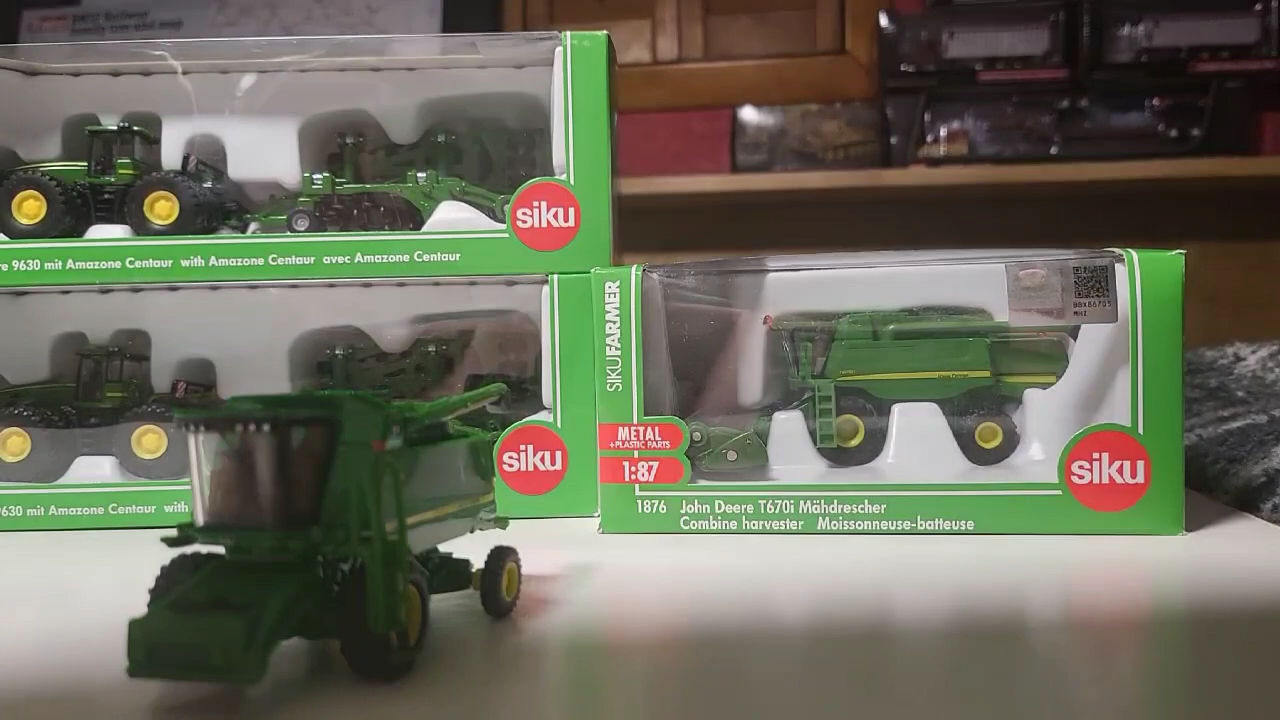 siku
re 9630 mit Amazone Centaur with Amazone Centaur avec Amazone Centaur
siku
9630 mit Amazone Centaur with
SIKUFARMER
METAL
+PLASTIC PARTS
1:87
siku
1876 John Deere T670i Mähdrescher
Combine harvester Moissonneuse-batteuse